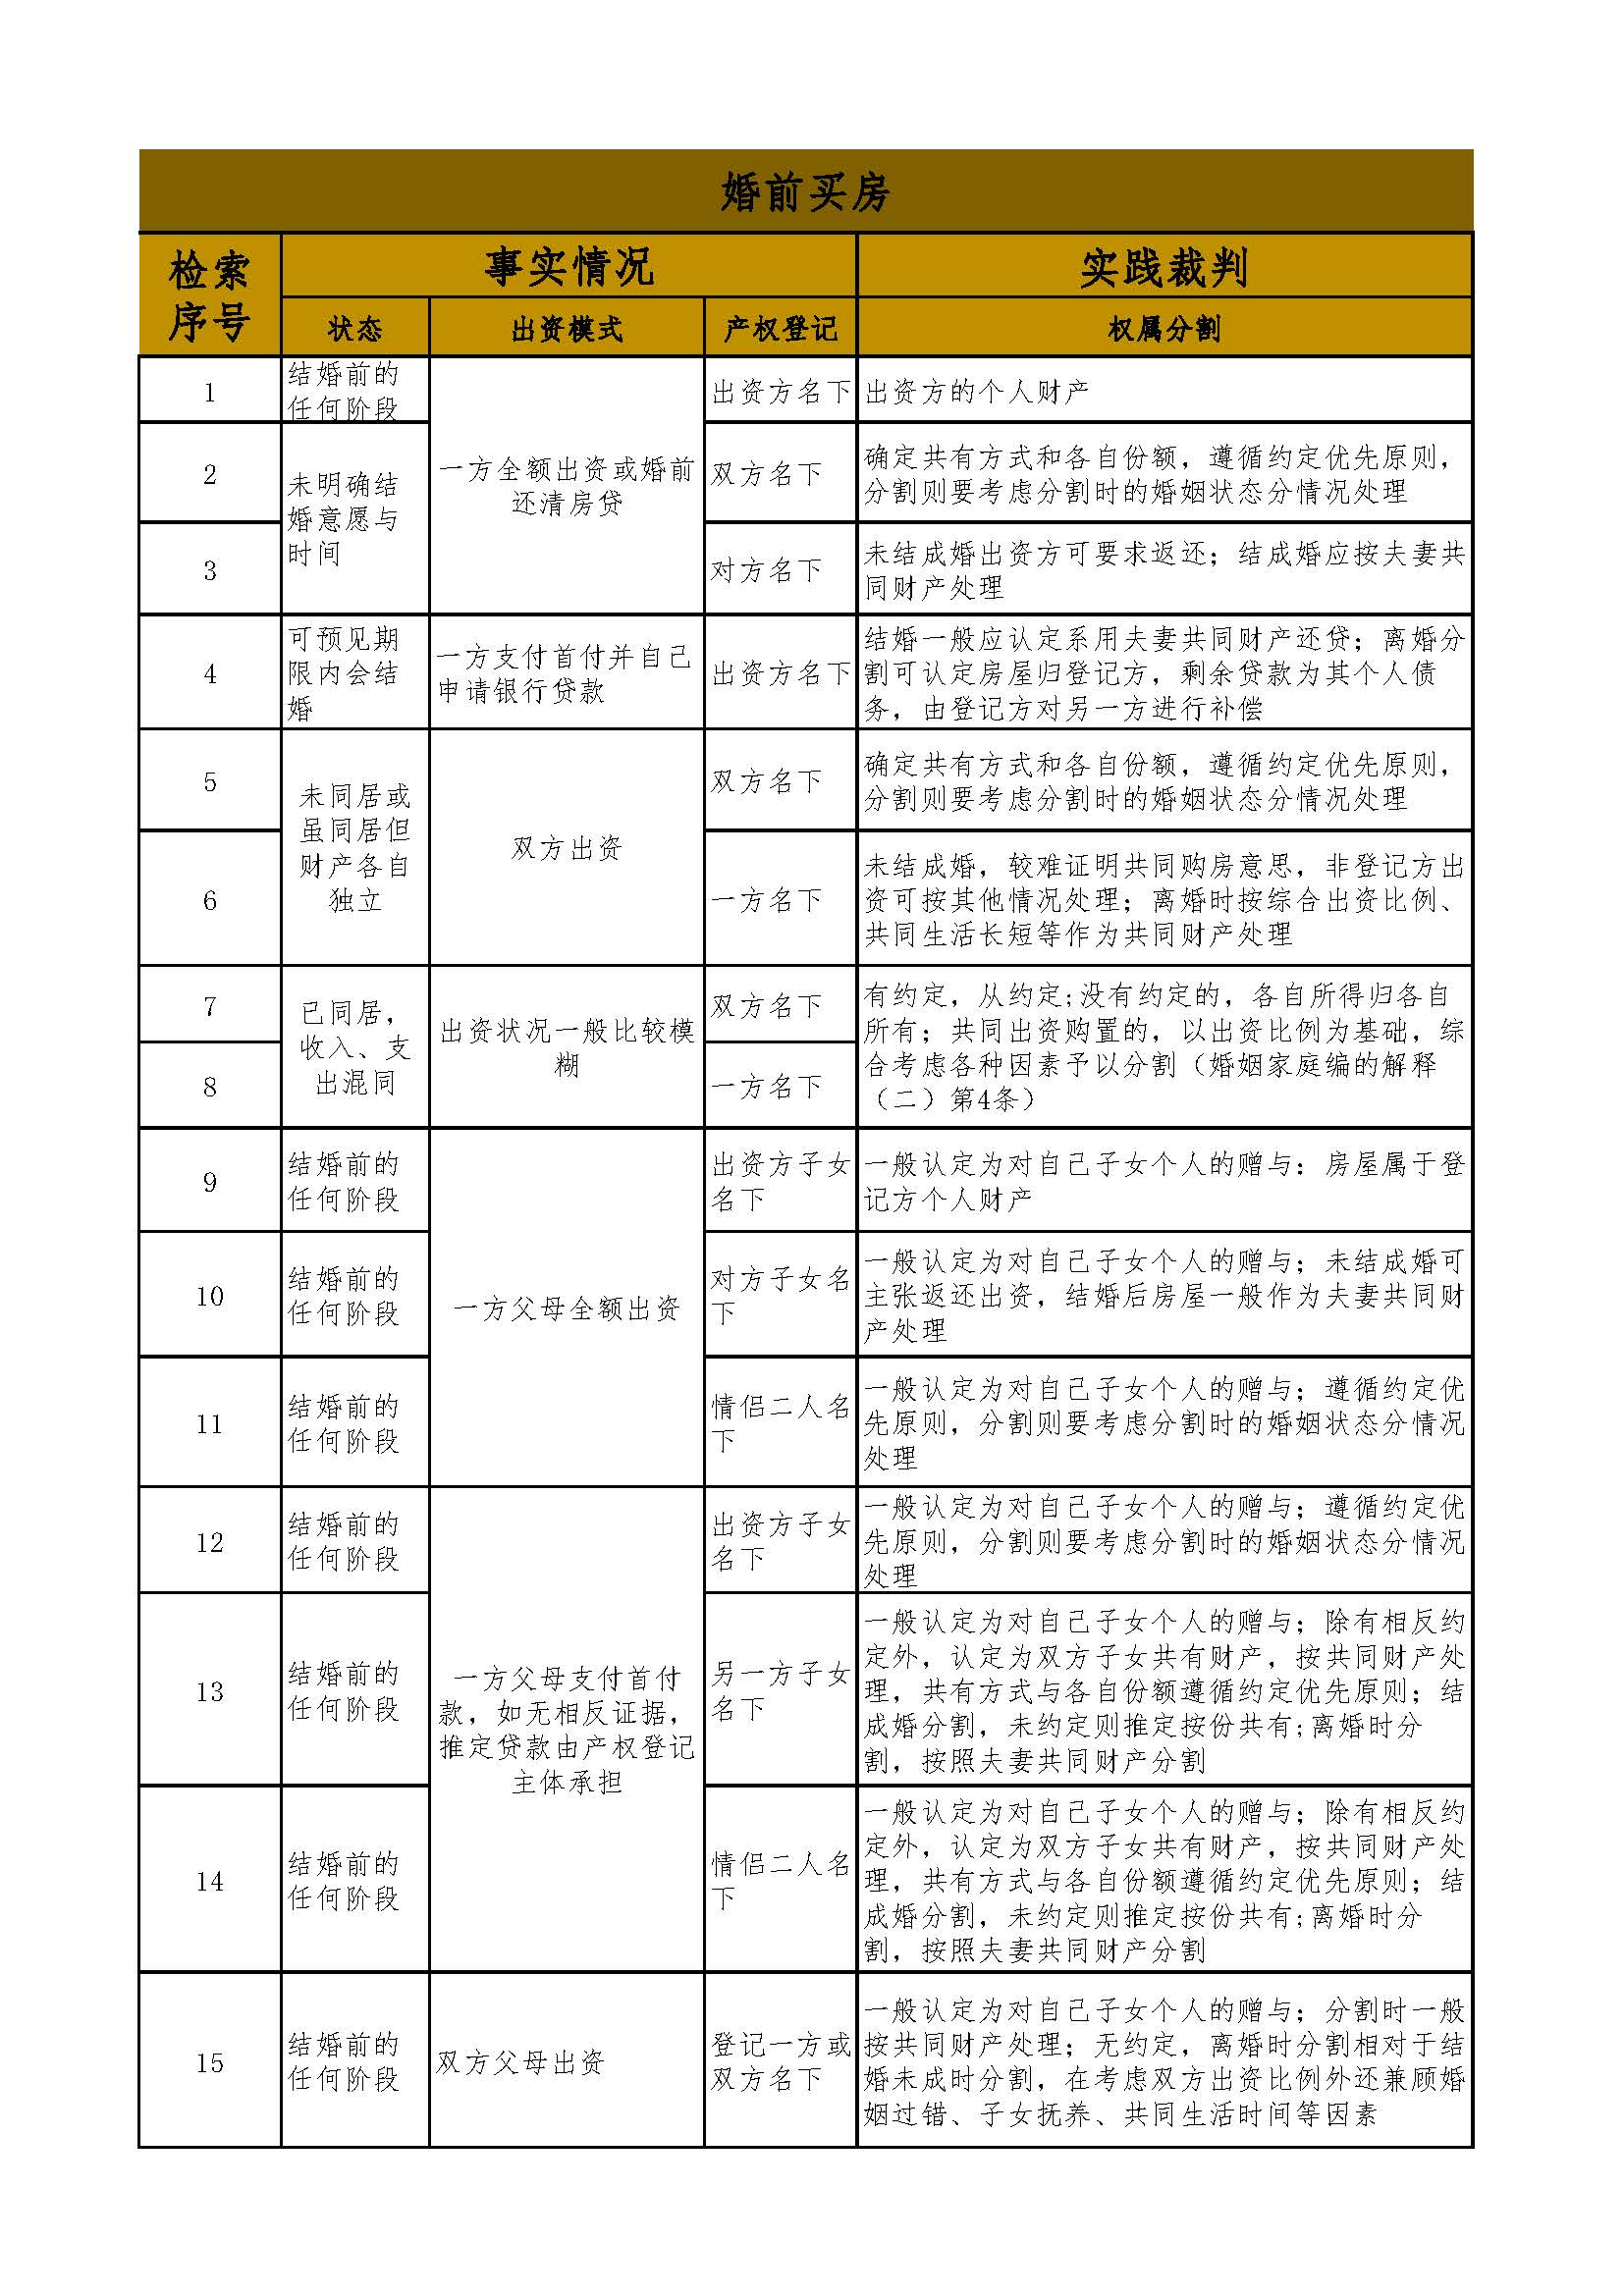 婚前买房
检索
序号
事实情况
实践裁判
状态
出资模式
产权登记
权属分割
1
结婚前的
任何阶段
一方全额出资或婚前
还清房贷
出资方名下
出资方的个人财产
2
未明确结
婚意愿与
时间
双方名下
确定共有方式和各自份额，遵循约定优先原则，
分割则要考虑分割时的婚姻状态分情况处理
3
对方名下
未结成婚出资方可要求返还；结成婚应按夫妻共
同财产处理
4
可预见期
限内会结
婚
一方支付首付并自己
申请银行贷款
出资方名下
结婚一般应认定系用夫妻共同财产还贷；离婚分
割可认定房屋归登记方，剩余贷款为其个人债
务，由登记方对另一方进行补偿
5
未同居或
虽同居但
财产各自
独立
双方出资
双方名下
确定共有方式和各自份额，遵循约定优先原则，
分割则要考虑分割时的婚姻状态分情况处理
6
一方名下
未结成婚，较难证明共同购房意思，非登记方出
资可按其他情况处理；离婚时按综合出资比例、
共同生活长短等作为共同财产处理
7
已同居，
收入、支
出混同
出资状况一般比较模
糊
双方名下
有约定，从约定;没有约定的，各自所得归各自
所有；共同出资购置的，以出资比例为基础，综
合考虑各种因素予以分割（婚姻家庭编的解释
（二）第4条）
8
一方名下
9
结婚前的
任何阶段
一方父母全额出资
出资方子女
名下
一般认定为对自己子女个人的赠与：房屋属于登
记方个人财产
10
结婚前的
任何阶段
对方子女名
下
一般认定为对自己子女个人的赠与；未结成婚可
主张返还出资，结婚后房屋一般作为夫妻共同财
产处理
11
结婚前的
任何阶段
情侣二人名
下
一般认定为对自己子女个人的赠与；遵循约定优
先原则，分割则要考虑分割时的婚姻状态分情况
处理
12
结婚前的
任何阶段
一方父母支付首付
款，如无相反证据，
推定贷款由产权登记
主体承担
出资方子女
名下
一般认定为对自己子女个人的赠与；遵循约定优
先原则，分割则要考虑分割时的婚姻状态分情况
处理
13
结婚前的
任何阶段
另一方子女
名下
一般认定为对自己子女个人的赠与；除有相反约
定外，认定为双方子女共有财产，按共同财产处
理，共有方式与各自份额遵循约定优先原则；结
成婚分割，未约定则推定按份共有;离婚时分
割，按照夫妻共同财产分割
14
结婚前的
任何阶段
情侣二人名
下
一般认定为对自己子女个人的赠与；除有相反约
定外，认定为双方子女共有财产，按共同财产处
理，共有方式与各自份额遵循约定优先原则；结
成婚分割，未约定则推定按份共有;离婚时分
割，按照夫妻共同财产分割
15
结婚前的
任何阶段
双方父母出资
登记一方或
双方名下
一般认定为对自己子女个人的赠与；分割时一般
按共同财产处理；无约定，离婚时分割相对于结
婚未成时分割，在考虑双方出资比例外还兼顾婚
姻过错、子女抚养、共同生活时间等因素